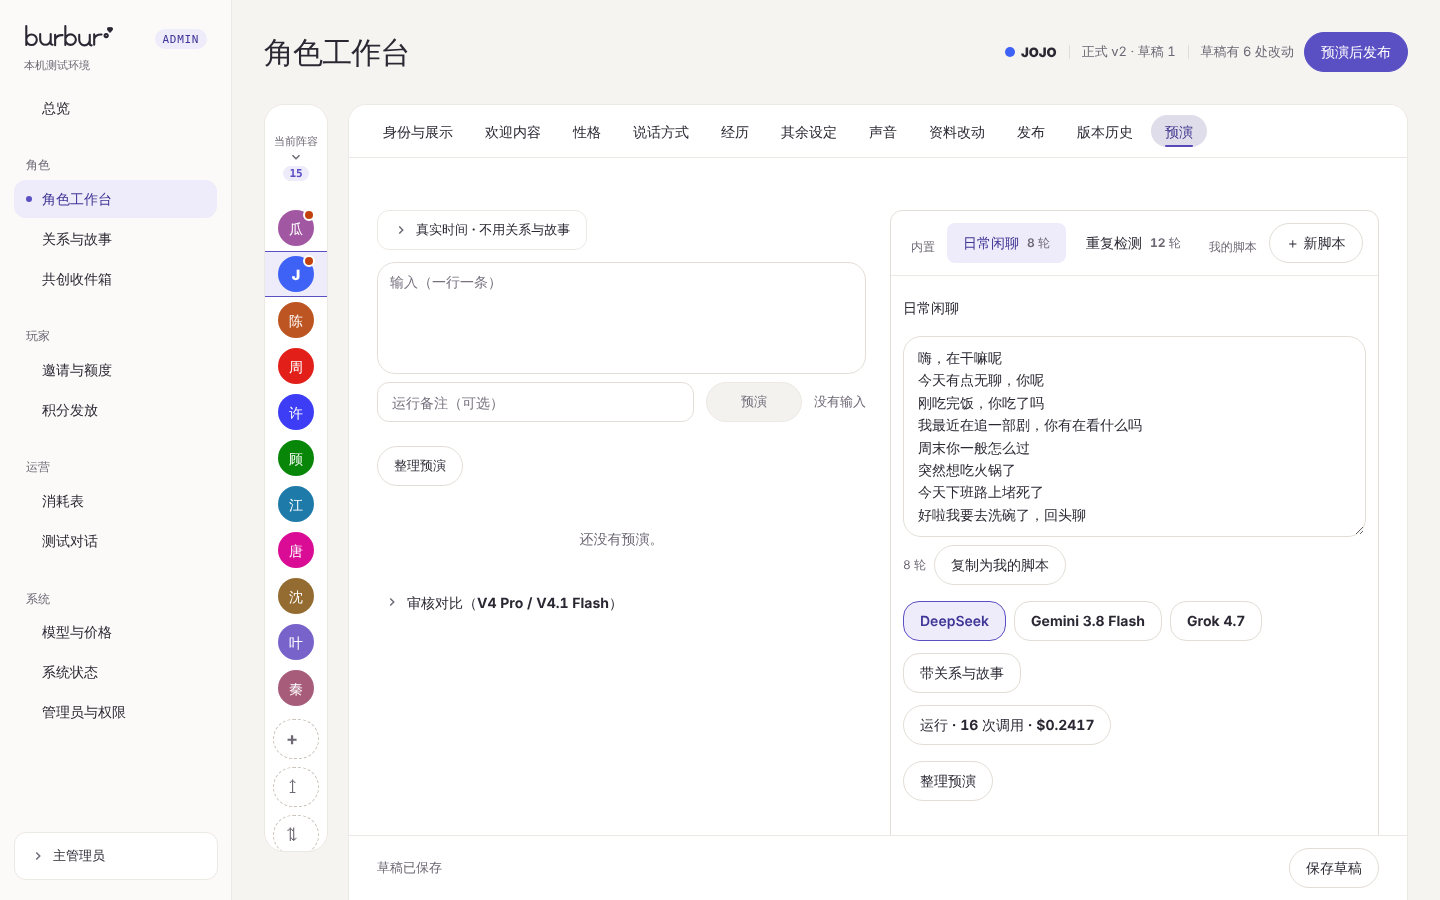 burbur
ADMIN
本机测试环境
总览
角色
角色工作台
关系与故事
共创收件箱
玩家
邀请与额度
积分发放
运营
消耗表
测试对话
系统
模型与价格
系统状态
管理员与权限
主管理员
角色工作台
JOJO
正式 v2 · 草稿 1
草稿有 6 处改动
预演后发布
当前阵容
15
瓜
J
陈
周
许
顾
江
唐
沈
叶
秦
+
身份与展示
欢迎内容
性格
说话方式
经历
其余设定
声音
资料改动
发布
版本历史
预演
真实时间 · 不用关系与故事
输入（一行一条）
运行备注（可选）
预演
没有输入
整理预演
还没有预演。
审核对比（V4 Pro / V4.1 Flash）
内置
日常闲聊 8 轮
重复检测 12 轮
我的脚本
+ 新脚本
日常闲聊
嗨，在干嘛呢
今天有点无聊，你呢
刚吃完饭，你吃了吗
我最近在追一部剧，你有在看什么吗
周末你一般怎么过
突然想吃火锅了
今天下班路上堵死了
好啦我要去洗碗了，回头聊
8 轮
复制为我的脚本
DeepSeek
Gemini 3.8 Flash
Grok 4.7
带关系与故事
运行 · 16 次调用 · $0.2417
整理预演
草稿已保存
保存草稿